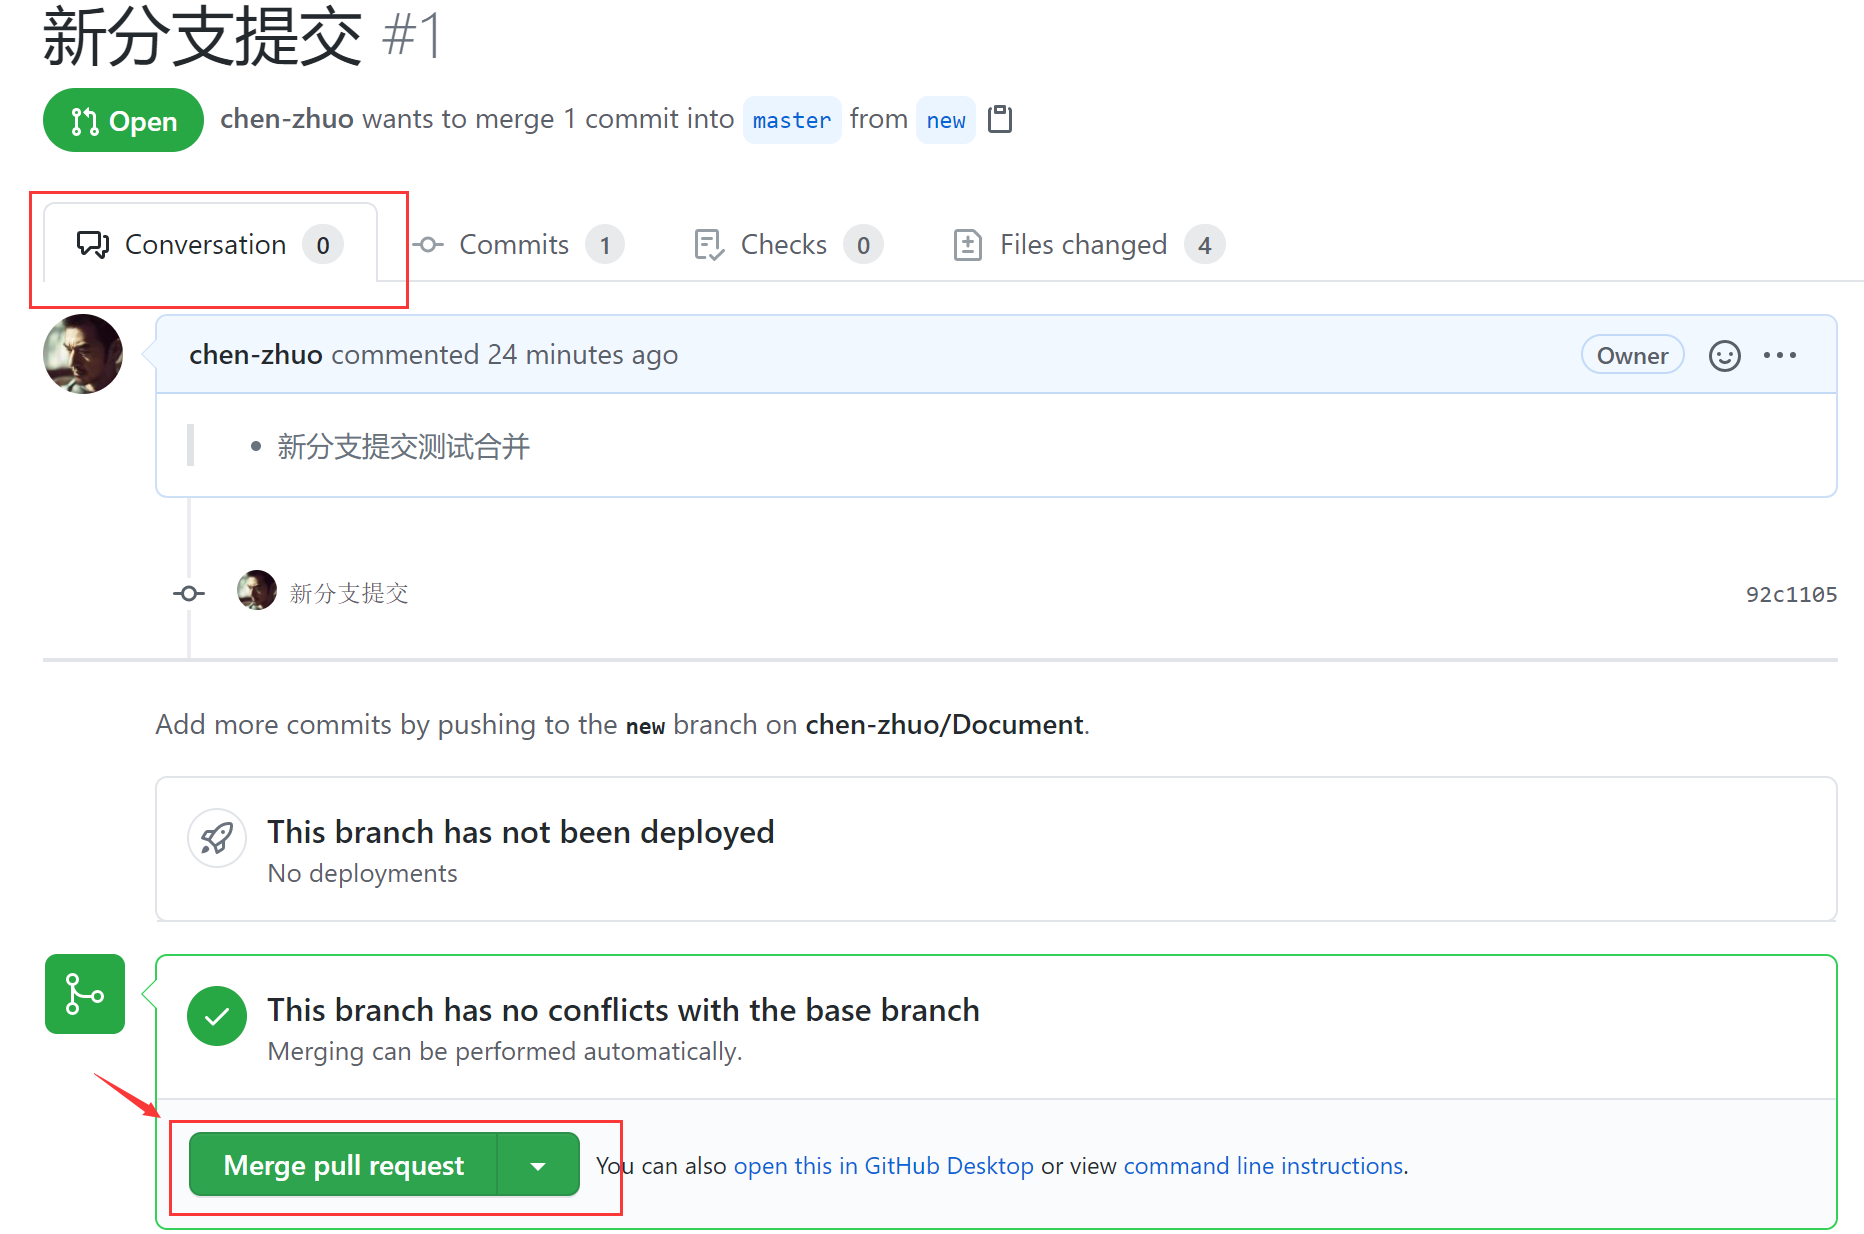 新分支提交 #1
Open chen-zhuo wants to merge 1 commit into master from new
Conversation 0 Commits 1 Checks 0 Files changed 4
chen-zhuo commented 24 minutes ago Owner
新分支提交测试合并
新分支提交 92c1105
Add more commits by pushing to the new branch on chen-zhuo/Document.
This branch has not been deployed
No deployments
This branch has no conflicts with the base branch
Merging can be performed automatically.
Merge pull request You can also open this in GitHub Desktop or view command line instructions.